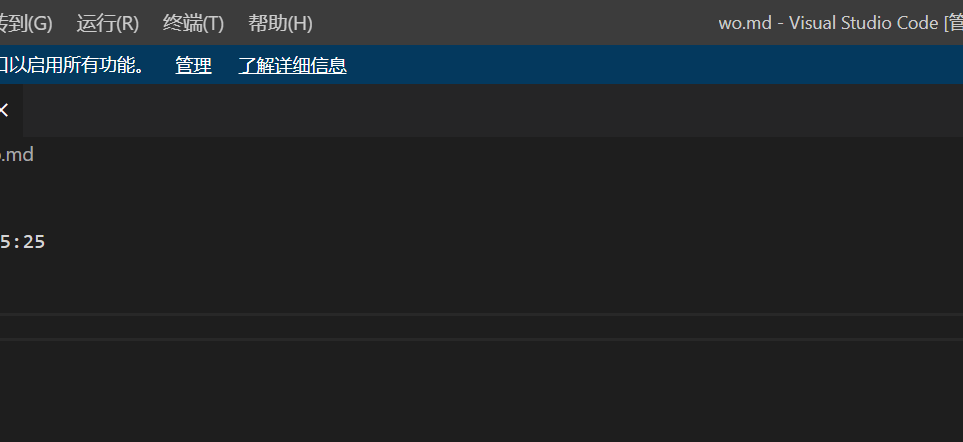 转到(G) 运行(R) 终端(T) 帮助(H) wo.md - Visual Studio Code [管
口以启用所有功能。 管理 了解详细信息
.md
5:25